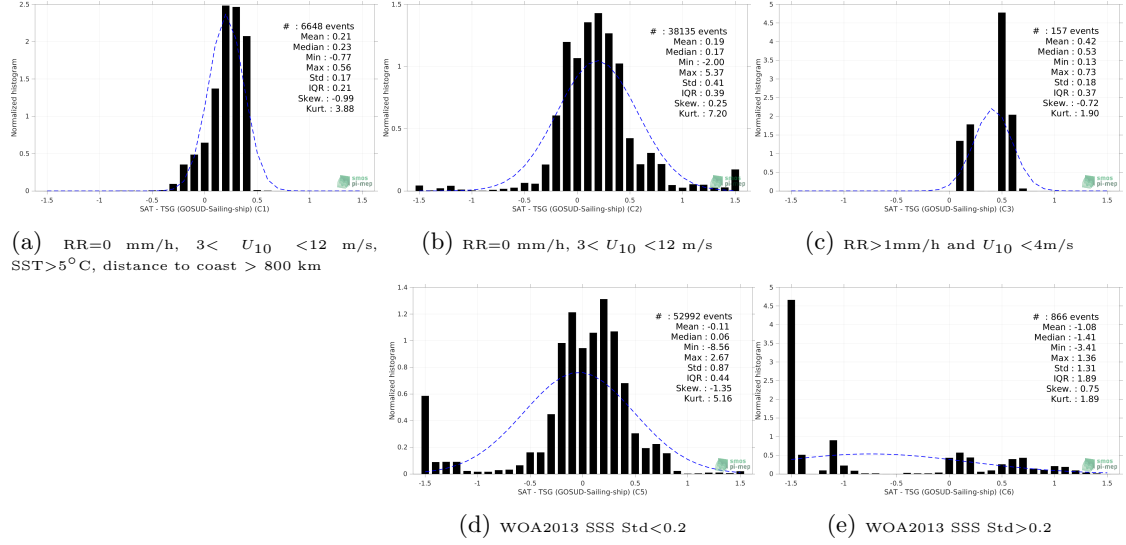 # : 6648 events
Mean : 0.21
Median : 0.23
Min : -0.77
Max : 0.56
Std : 0.17
IQR : 0.21
Skew. : -0.99
Kurt. : 3.88
Normalized histogram
2.5
2
1.5
1
0.5
0
-1.5 -1 -0.5 0 0.5 1 1.5
SAT - TSG (GOSUD-Sailing-ship) (C1)
smos
pi-mep
(a) RR=0 mm/h, 3< U10 <12 m/s,
SST>5°C, distance to coast > 800 km
# : 38135 events
Mean : 0.19
Median : 0.17
Min : -2.00
Max : 5.37
Std : 0.41
IQR : 0.39
Skew. : 0.25
Kurt. : 7.20
Normalized histogram
1.5
1
0.5
0
-1.5 -1 -0.5 0 0.5 1 1.5
SAT - TSG (GOSUD-Sailing-ship) (C2)
smos
pi-mep
(b) RR=0 mm/h, 3< U10 <12 m/s
# : 157 events
Mean : 0.42
Median : 0.53
Min : 0.13
Max : 0.73
Std : 0.18
IQR : 0.37
Skew. : -0.72
Kurt. : 1.90
Normalized histogram
5
4.5
4
3.5
3
2.5
2
1.5
1
0.5
0
-1.5 -1 -0.5 0 0.5 1 1.5
SAT - TSG (GOSUD-Sailing-ship) (C3)
smos
pi-mep
(c) RR>1mm/h and U10 <4m/s
# : 52992 events
Mean : -0.11
Median : 0.06
Min : -8.56
Max : 2.67
Std : 0.87
IQR : 0.44
Skew. : -1.35
Kurt. : 5.16
Normalized histogram
1.4
1.2
1
0.8
0.6
0.4
0.2
0
-1.5 -1 -0.5 0 0.5 1 1.5
SAT - TSG (GOSUD-Sailing-ship) (C5)
smos
pi-mep
(d) WOA2013 SSS Std<0.2
# : 866 events
Mean : -1.08
Median : -1.41
Min : -3.41
Max : 1.36
Std : 1.31
IQR : 1.89
Skew. : 0.75
Kurt. : 1.89
Normalized histogram
5
4.5
4
3.5
3
2.5
2
1.5
1
0.5
0
-1.5 -1 -0.5 0 0.5 1 1.5
SAT - TSG (GOSUD-Sailing-ship) (C6)
smos
pi-mep
(e) WOA2013 SSS Std>0.2